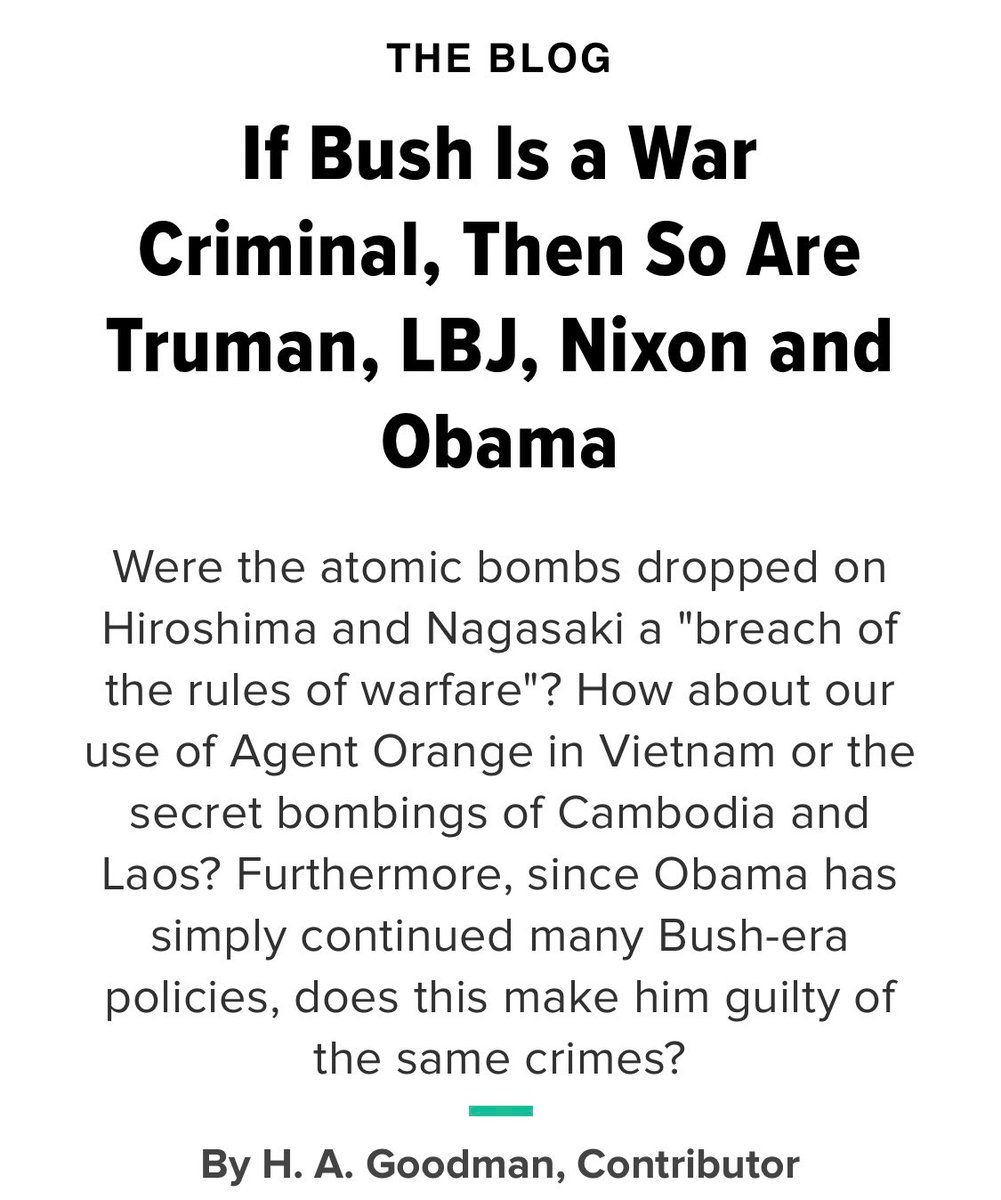 THE BLOG
If Bush Is a War
Criminal, Then So Are
Truman, LBJ, Nixon and
Obama
Were the atomic bombs dropped on
Hiroshima and Nagasaki a "breach of
the rules of warfare"? How about our
use of Agent Orange in Vietnam or the
secret bombings of Cambodia and
Laos? Furthermore, since Obama has
simply continued many Bush-era
policies, does this make him guilty of
the same crimes?
By H. A. Goodman, Contributor